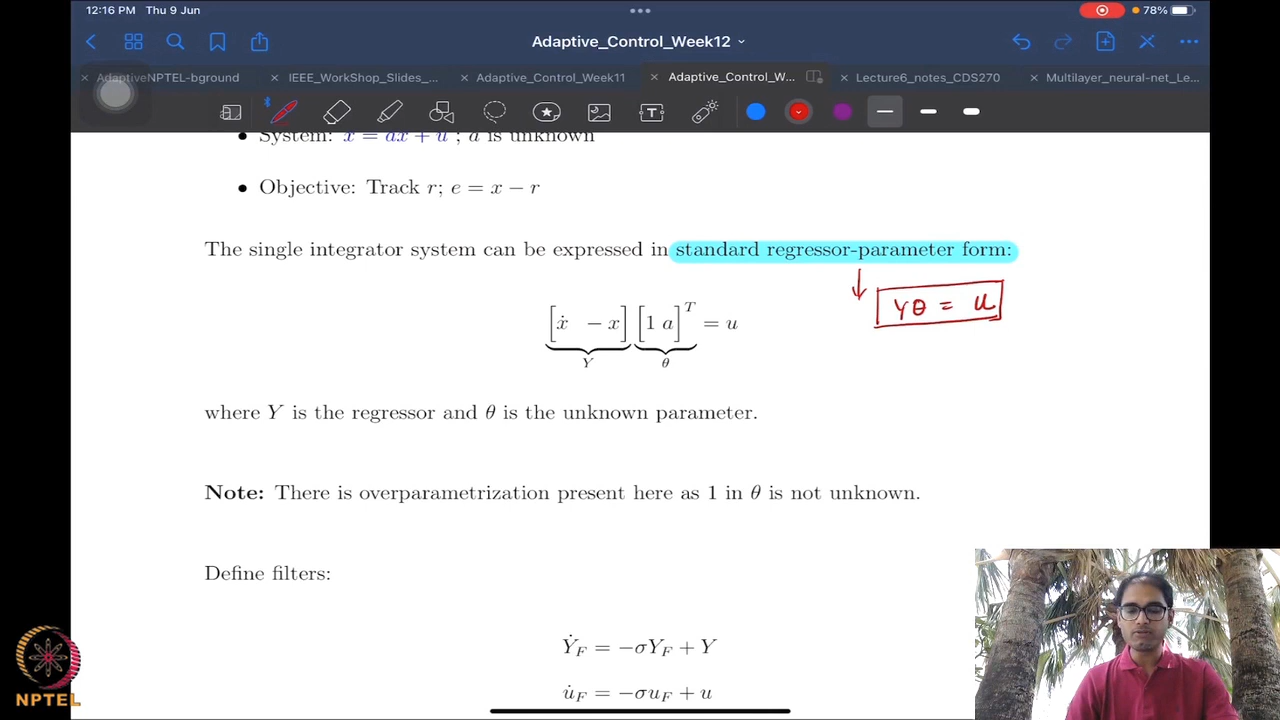 12:16 PM Thu 9 Jun
78%
Adaptive_Control_Week12
AdaptiveNPTEL-bground
IEEE_WorkShop_Slides_...
Adaptive_Control_Week11
Adaptive_Control_W...
Lecture6_notes_CDS270
Multilayer_neural-net_Le...
• System: ẋ = ax + u ; a is unknown
• Objective: Track r; e = x − r
The single integrator system can be expressed in standard regressor-parameter form:
↓ Yθ = u
[ẋ − x] [1 a]^T = u
Y θ
where Y is the regressor and θ is the unknown parameter.
Note: There is overparametrization present here as 1 in θ is not unknown.
Define filters:
Ẏ_F = −σY_F + Y
u̇_F = −σu_F + u
NPTEL